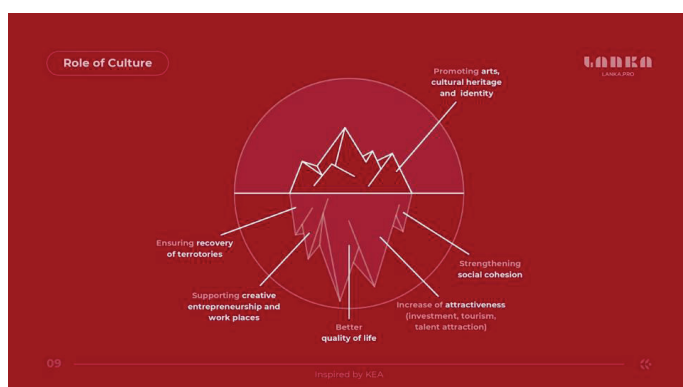 Role of Culture
LANKA
LANKA.PRO
Promoting arts,
cultural heritage
and identity
Ensuring recovery
of terrotories
Strengthening
social cohesion
Supporting creative
entrepreneurship and
work places
Increase of attractiveness
(investment, tourism,
talent attraction)
Better
quality of life
09
Inspired by KEA